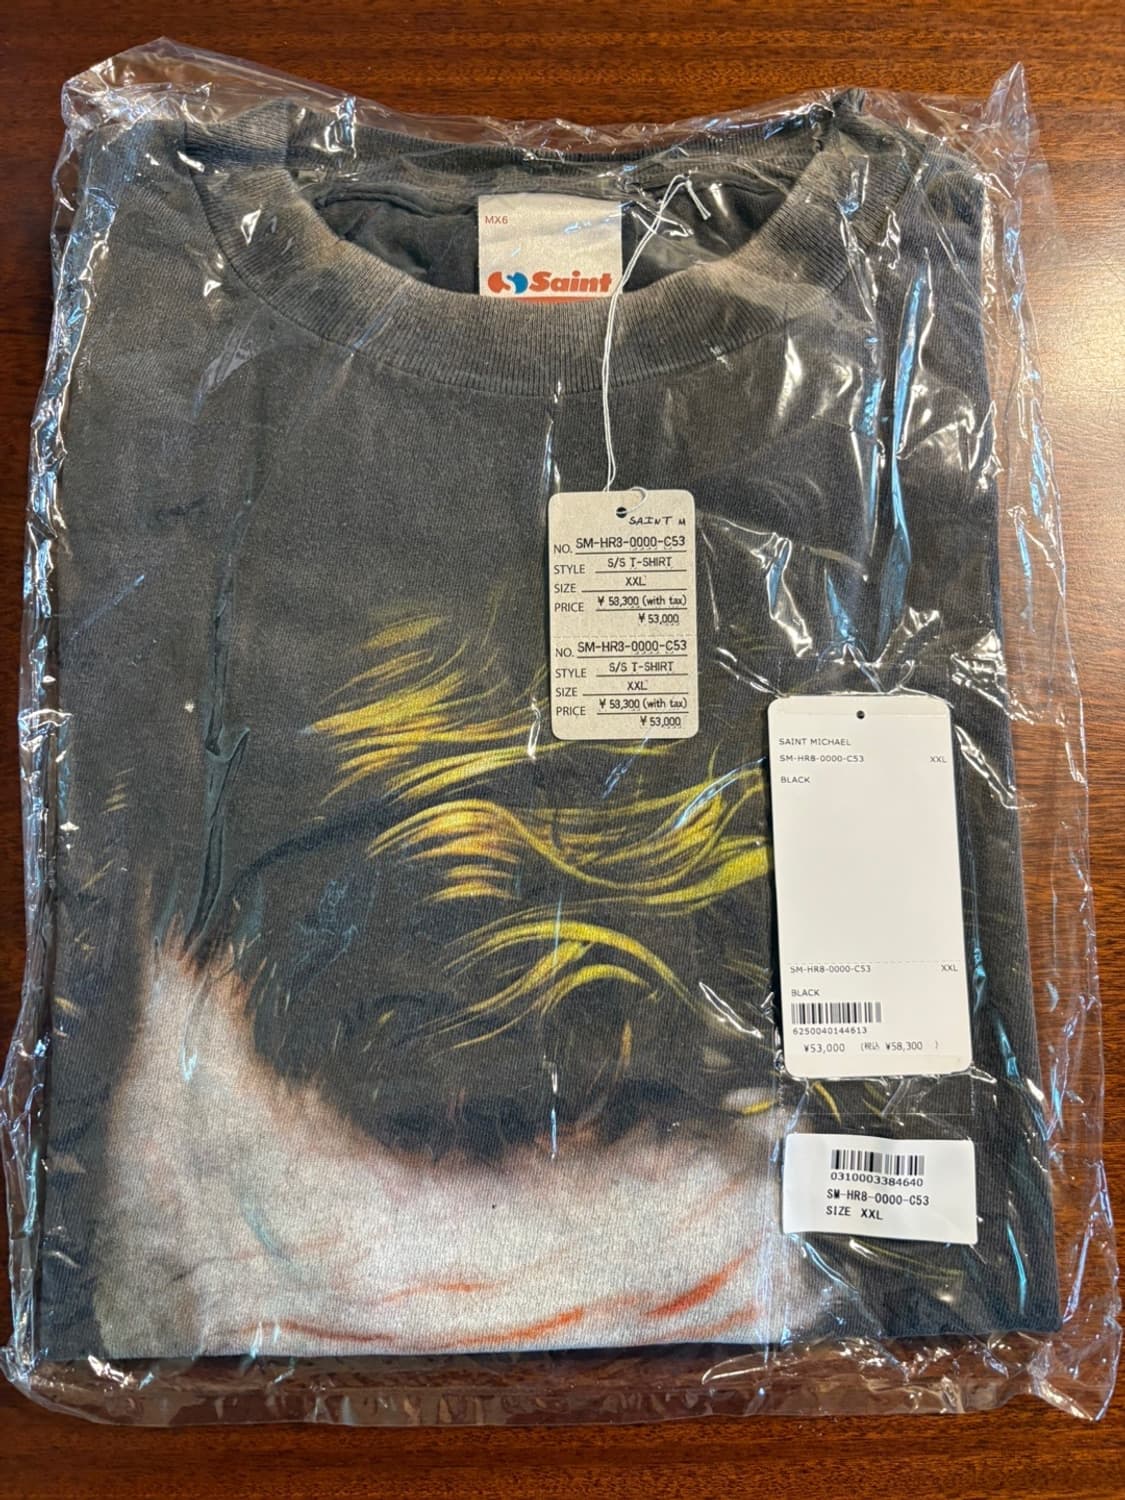 MX6
Saint
SAINT M
NO. SM-HR3-0000-C53
STYLE S/S T-SHIRT
SIZE XXL
PRICE ¥ 58,300 (with tax)
¥ 53,000
NO. SM-HR3-0000-C53
STYLE S/S T-SHIRT
SIZE XXL
PRICE ¥ 58,300 (with tax)
¥ 53,000
SAINT MICHAEL
SM-HR8-0000-C53 XXL
BLACK
SM-HR8-0000-C53 XXL
BLACK
6250040144613
¥53,000 (税込 ¥58,300 )
0310003384640
SM-HR8-0000-C53
SIZE XXL